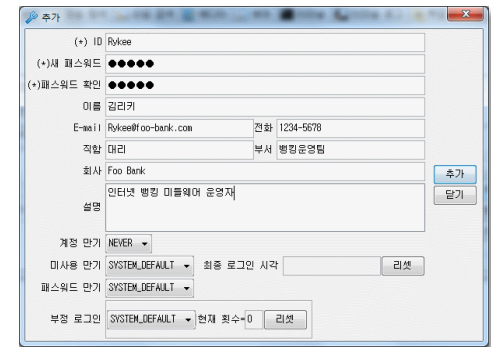 추가
(*) ID Rykee
(*)새 패스워드 ●●●●●
(*)패스워드 확인 ●●●●●
이름 김리키
E-mail Rykee@foo-bank.com 전화 1234-5678
직함 대리 부서 뱅킹운영팀
회사 Foo Bank
추가
설명 인터넷 뱅킹 미들웨어 운영자
닫기
계정 만기 NEVER
미사용 만기 SYSTEM_DEFAULT 최종 로그인 시각 리셋
패스워드 만기 SYSTEM_DEFAULT
부정 로그인 SYSTEM_DEFAULT 현재 횟수= 0 리셋